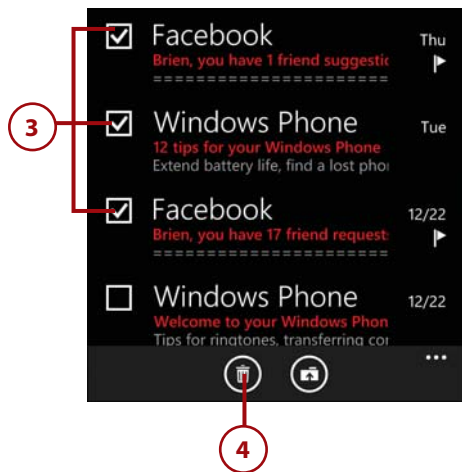 Facebook
Thu
Brien, you have 1 friend suggestic
========================
3
Windows Phone
Tue
12 tips for your Windows Phone
Extend battery life, find a lost phon
Facebook
12/22
Brien, you have 17 friend requests
========================
Windows Phone
12/22
Welcome to your Windows Phon
Tips for ringtones, transferring con
...
4